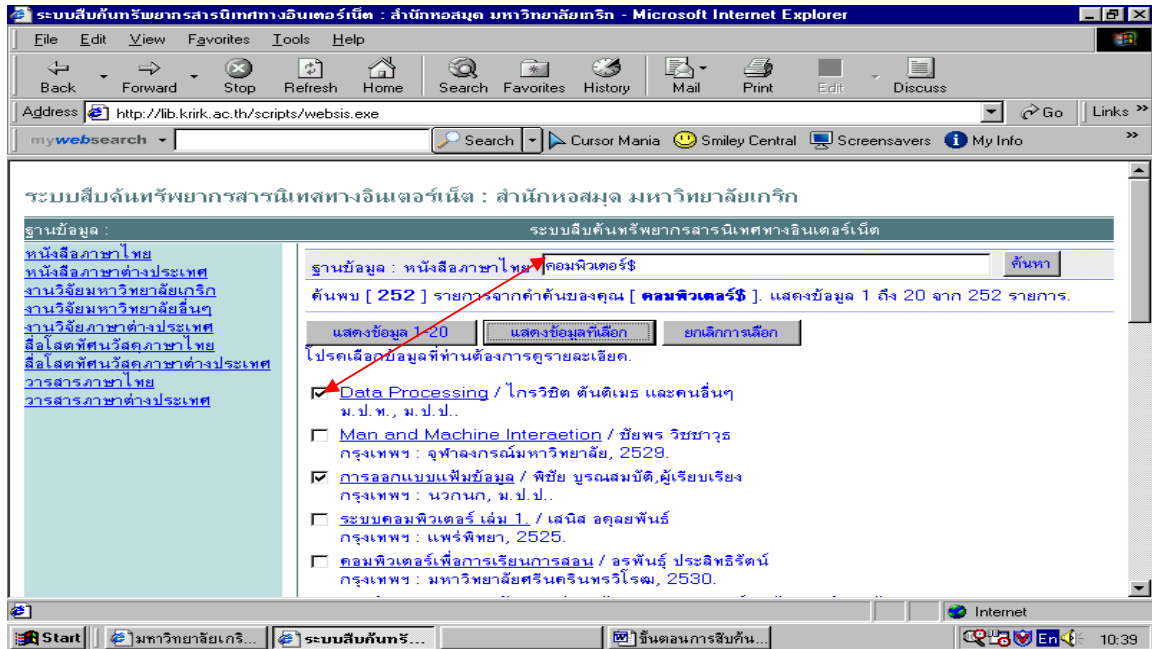 ระบบสืบค้นทรัพยากรสารนิเทศทางอินเตอร์เน็ต : สำนักหอสมุด มหาวิทยาลัยเกริก - Microsoft Internet Explorer
File Edit View Favorites Tools Help
Back Forward Stop Refresh Home Search Favorites History Mail Print Edit Discuss
Address http://lib.krirk.ac.th/scripts/websis.exe Go Links »
mywebsearch Search Cursor Mania Smiley Central Screensavers My Info »
ระบบสืบค้นทรัพยากรสารนิเทศทางอินเตอร์เน็ต : สำนักหอสมุด มหาวิทยาลัยเกริก
ฐานข้อมูล : ระบบสืบค้นทรัพยากรสารนิเทศทางอินเตอร์เน็ต
หนังสือภาษาไทย
หนังสือภาษาต่างประเทศ
งานวิจัยมหาวิทยาลัยเกริก
งานวิจัยมหาวิทยาลัยอื่นๆ
งานวิจัยภาษาต่างประเทศ
สื่อโสตทัศนวัสดุภาษาไทย
สื่อโสตทัศนวัสดุภาษาต่างประเทศ
วารสารภาษาไทย
วารสารภาษาต่างประเทศ
ฐานข้อมูล : หนังสือภาษาไทย คอมพิวเตอร์$ ค้นหา
ค้นพบ [ 252 ] รายการจากคำค้นของคุณ [ คอมพิวเตอร์$ ]. แสดงข้อมูล 1 ถึง 20 จาก 252 รายการ.
แสดงข้อมูล 1-20 แสดงข้อมูลที่เลือก ยกเลิกการเลือก
โปรดเลือกข้อมูลที่ท่านต้องการดูรายละเอียด.
Data Processing / ไกรวิชิต ตันติเมธ และคนอื่นๆ
ม.ป.ท., ม.ป.ป..
Man and Machine Interaetion / ชัยพร วิชชาวุธ
กรุงเทพฯ : จุฬาลงกรณ์มหาวิทยาลัย, 2529.
การออกแบบแฟ้มข้อมูล / พิชัย บูรณสมบัติ,ผู้เรียบเรียง
กรุงเทพฯ : นวกนก, ม.ป.ป..
ระบบคอมพิวเตอร์ เล่ม 1. / เสนิส อดุลยพันธ์
กรุงเทพฯ : แพร่พิทยา, 2525.
คอมพิวเตอร์เพื่อการเรียนการสอน / อรพันธุ์ ประสิทธิรัตน์
กรุงเทพฯ : มหาวิทยาลัยศรีนครินทรวิโรฒ, 2530.
Internet
Start มหาวิทยาลัยเกริ... ระบบสืบค้นทรั... ขั้นตอนการสืบค้น... En 10:39